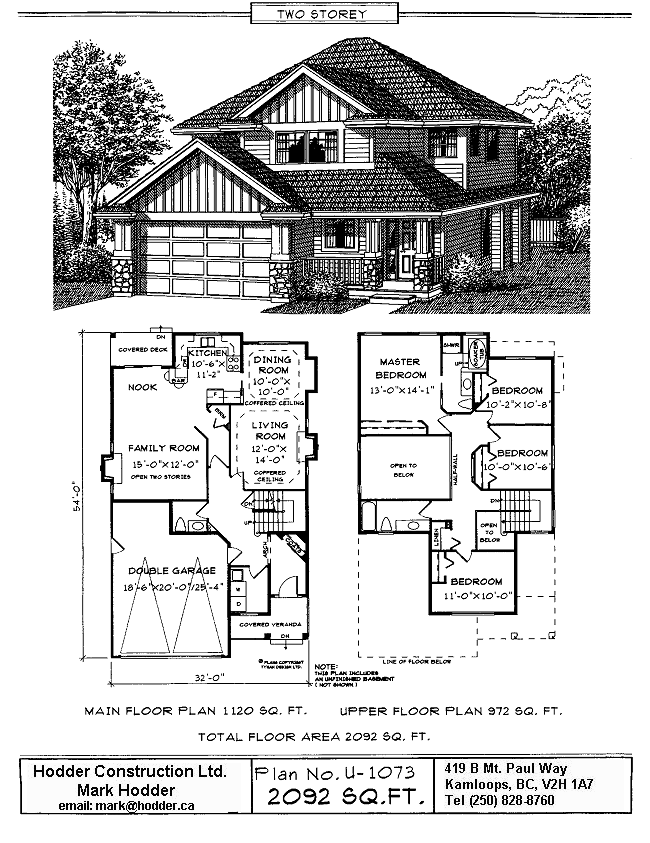 TWO STOREY
DN
COVERED DECK
KITCHEN
10'-6"X
11'-2"
BAR
NOOK
DINING
ROOM
10'-0"X
10'-0"
COFFERED CEILING
LIVING
ROOM
12'-0"X
14'-0"
COFFERED
CEILING
FAMILY ROOM
15'-0"X12'-0"
OPEN TWO STORIES
54'-0"
UP
ARCH
DOUBLE GARAGE
18'-6"X20'-0"/25'-4"
W
D
COVERED VERANDA
DN
32'-0"
© PLANS COPYRIGHT
TYNAN DESIGN LTD.
NOTE:
THIS PLAN INCLUDES
AN UNFINISHED BASEMENT
( NOT SHOWN )
MASTER
BEDROOM
13'-0"X14'-1"
SHWR
UP
SOAKER
TUB
BEDROOM
10'-2"X10'-8"
BEDROOM
10'-0"X10'-6"
OPEN TO
BELOW
HALF-WALL
DN
OPEN
TO
BELOW
LINEN
BEDROOM
11'-0"X10'-0"
LINE OF FLOOR BELOW
MAIN FLOOR PLAN 1120 SQ. FT.
UPPER FLOOR PLAN 972 SQ. FT.
TOTAL FLOOR AREA 2092 SQ. FT.
Hodder Construction Ltd.
Mark Hodder
email: mark@hodder.ca
Plan No. U-1073
2092 SQ.FT.
419 B Mt. Paul Way
Kamloops, BC, V2H 1A7
Tel (250) 828-8760